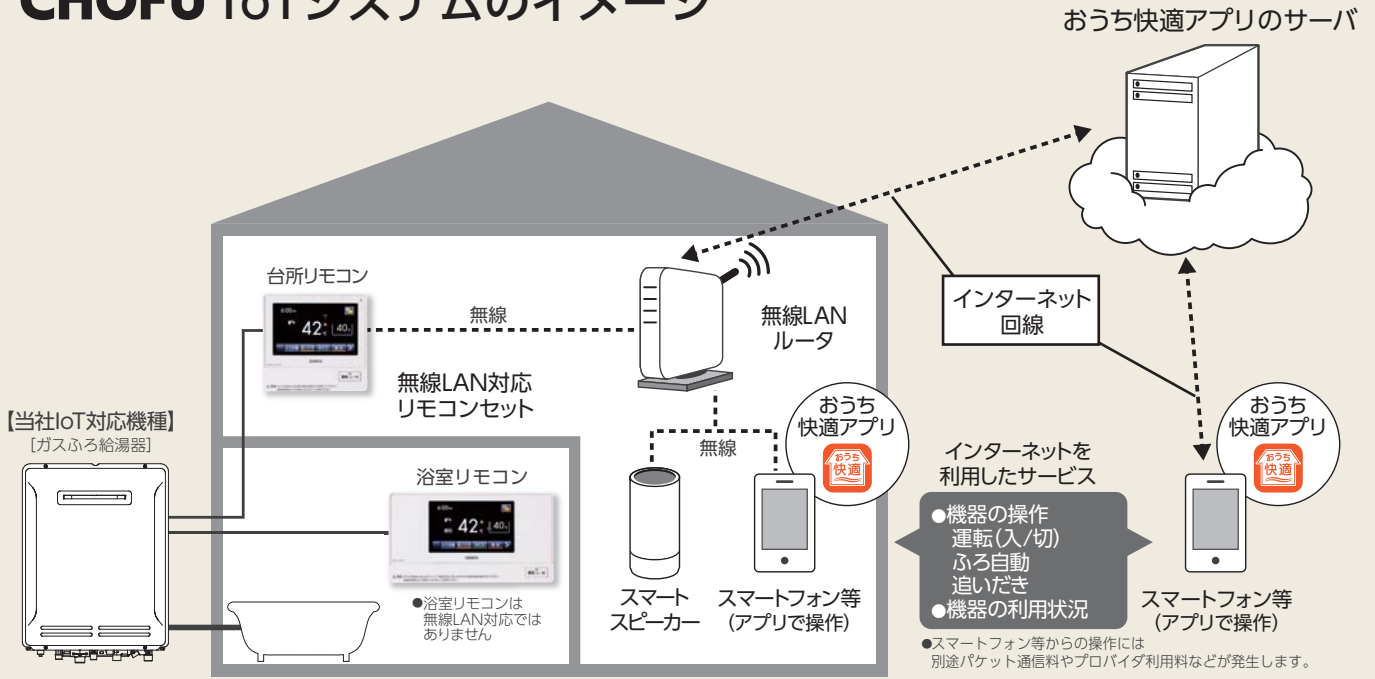 CHOFU IoTシステムのイメージ
おうち快適アプリのサーバ
台所リモコン
無線
無線LAN
ルータ
インターネット
回線
無線LAN対応
リモコンセット
【当社IoT対応機種】
[ガスふろ給湯器]
おうち
快適アプリ
おうち
快適
無線
おうち
快適アプリ
おうち
快適
浴室リモコン
インターネットを
利用したサービス
●機器の操作
運転(入/切)
ふろ自動
追いだき
●機器の利用状況
42
40
42
40
●浴室リモコンは
無線LAN対応では
ありません
スマート
スピーカー
スマートフォン等
(アプリで操作)
スマートフォン等
(アプリで操作)
●スマートフォン等からの操作には
別途パケット通信料やプロバイダ利用料などが発生します。